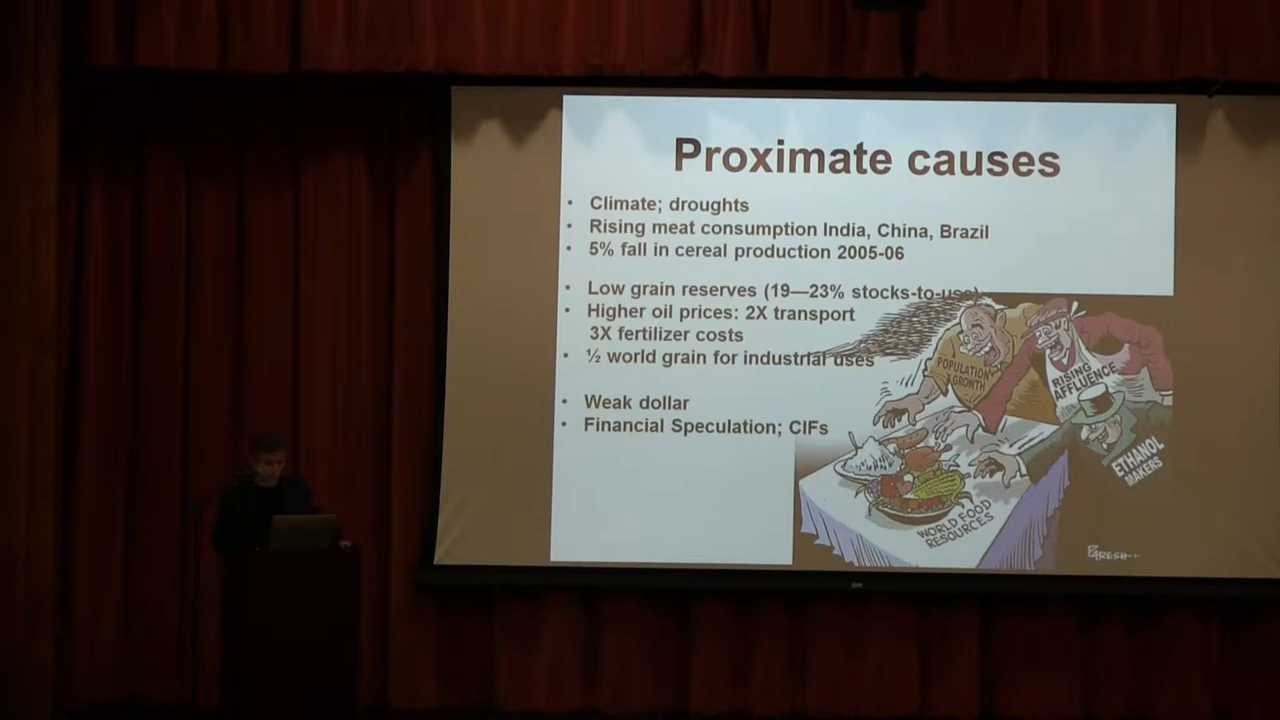 Proximate causes
• Climate; droughts
• Rising meat consumption India, China, Brazil
• 5% fall in cereal production 2005-06
• Low grain reserves (19—23% stocks-to-use)
• Higher oil prices: 2X transport
3X fertilizer costs
• ½ world grain for industrial uses
• Weak dollar
• Financial Speculation; CIFs
POPULATION
GROWTH
RISING
AFFLUENCE
ETHANOL
MAKERS
WORLD FOOD
RESOURCES
PARESH